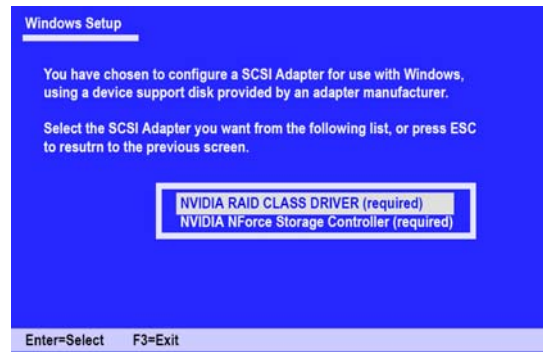 Windows Setup
You have chosen to configure a SCSI Adapter for use with Windows,
using a device support disk provided by an adapter manufacturer.
Select the SCSI Adapter you want from the following list, or press ESC
to resutrn to the previous screen.
NVIDIA RAID CLASS DRIVER (required)
NVIDIA NForce Storage Controller (required)
Enter=Select F3=Exit